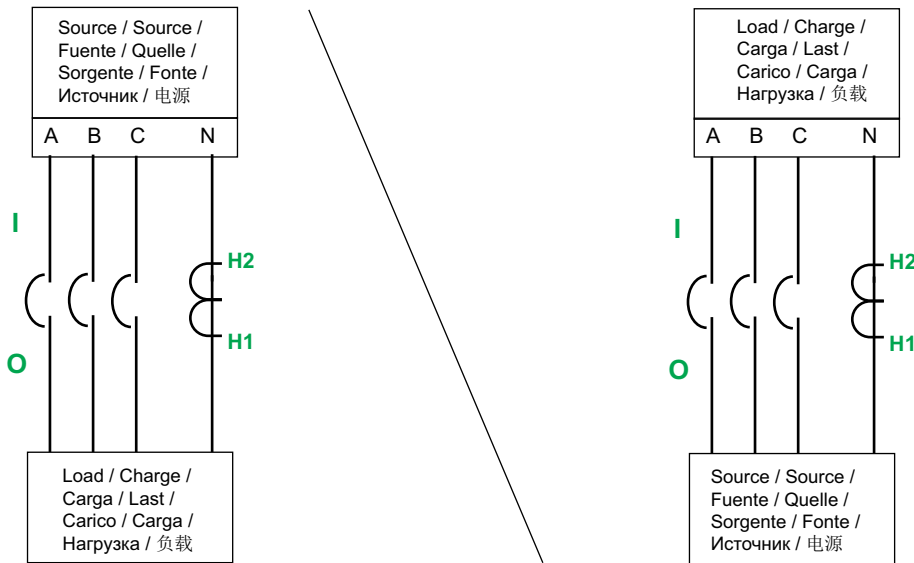 Source / Source /
Fuente / Quelle /
Sorgente / Fonte /
Источник / 电源
A B C N
I
H2
H1
O
Load / Charge /
Carga / Last /
Carico / Carga /
Нагрузка / 负载
Load / Charge /
Carga / Last /
Carico / Carga /
Нагрузка / 负载
A B C N
I
H2
H1
O
Source / Source /
Fuente / Quelle /
Sorgente / Fonte /
Источник / 电源